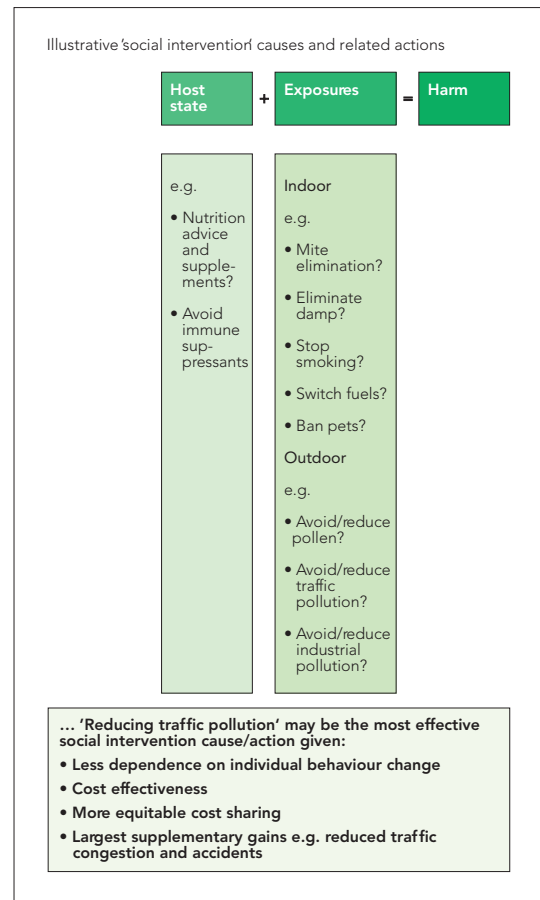 Illustrative 'social intervention' causes and related actions
Host
state
+
Exposures
=
Harm
e.g.
• Nutrition
advice
and
supple-
ments?
• Avoid
immune
sup-
pressants
Indoor
e.g.
• Mite
elimination?
• Eliminate
damp?
• Stop
smoking?
• Switch fuels?
• Ban pets?
Outdoor
e.g.
• Avoid/reduce
pollen?
• Avoid/reduce
traffic
pollution?
• Avoid/reduce
industrial
pollution?
... 'Reducing traffic pollution' may be the most effective
social intervention cause/action given:
• Less dependence on individual behaviour change
• Cost effectiveness
• More equitable cost sharing
• Largest supplementary gains e.g. reduced traffic
congestion and accidents